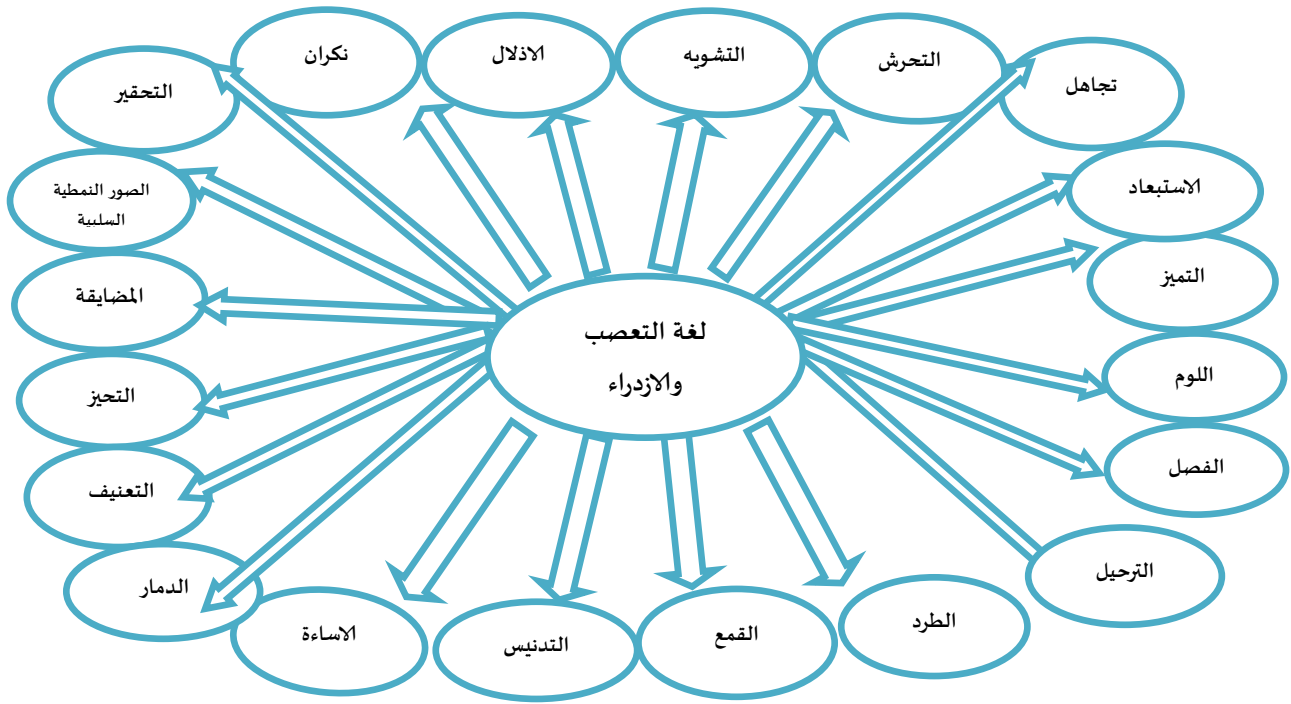 نكران
الاذلال
التشويه
التحرش
تجاهل
التحقير
الاستبعاد
الصور النمطية
السلبية
التميز
المضايقة
لغة التعصب
والازدراء
اللوم
التحيز
الفصل
التعنيف
الترحيل
الدمار
الطرد
الاساءة
التدنيس
القمع